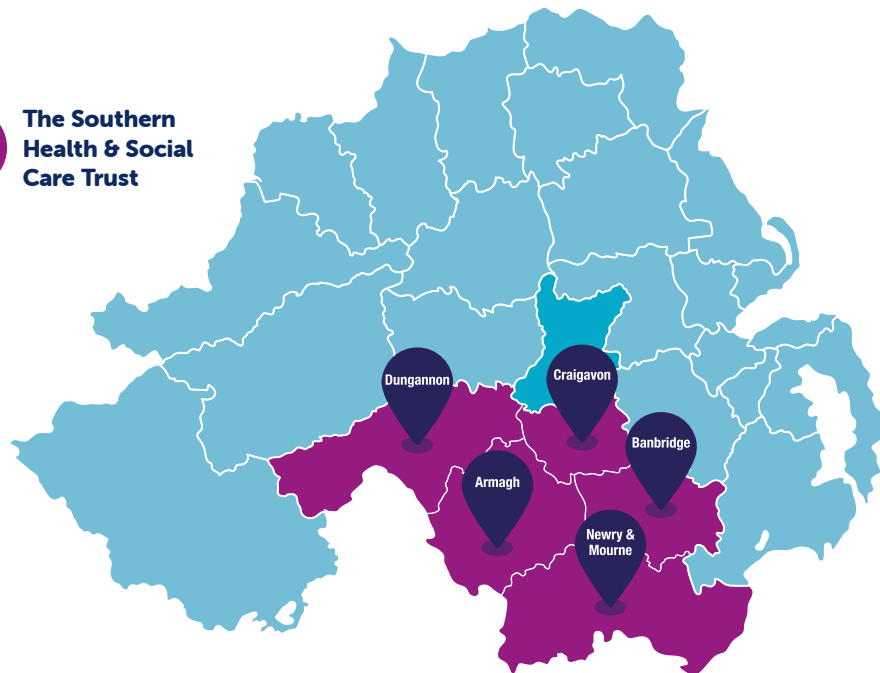 The Southern
Health & Social
Care Trust
Dungannon
Craigavon
Banbridge
Armagh
Newry &
Mourne